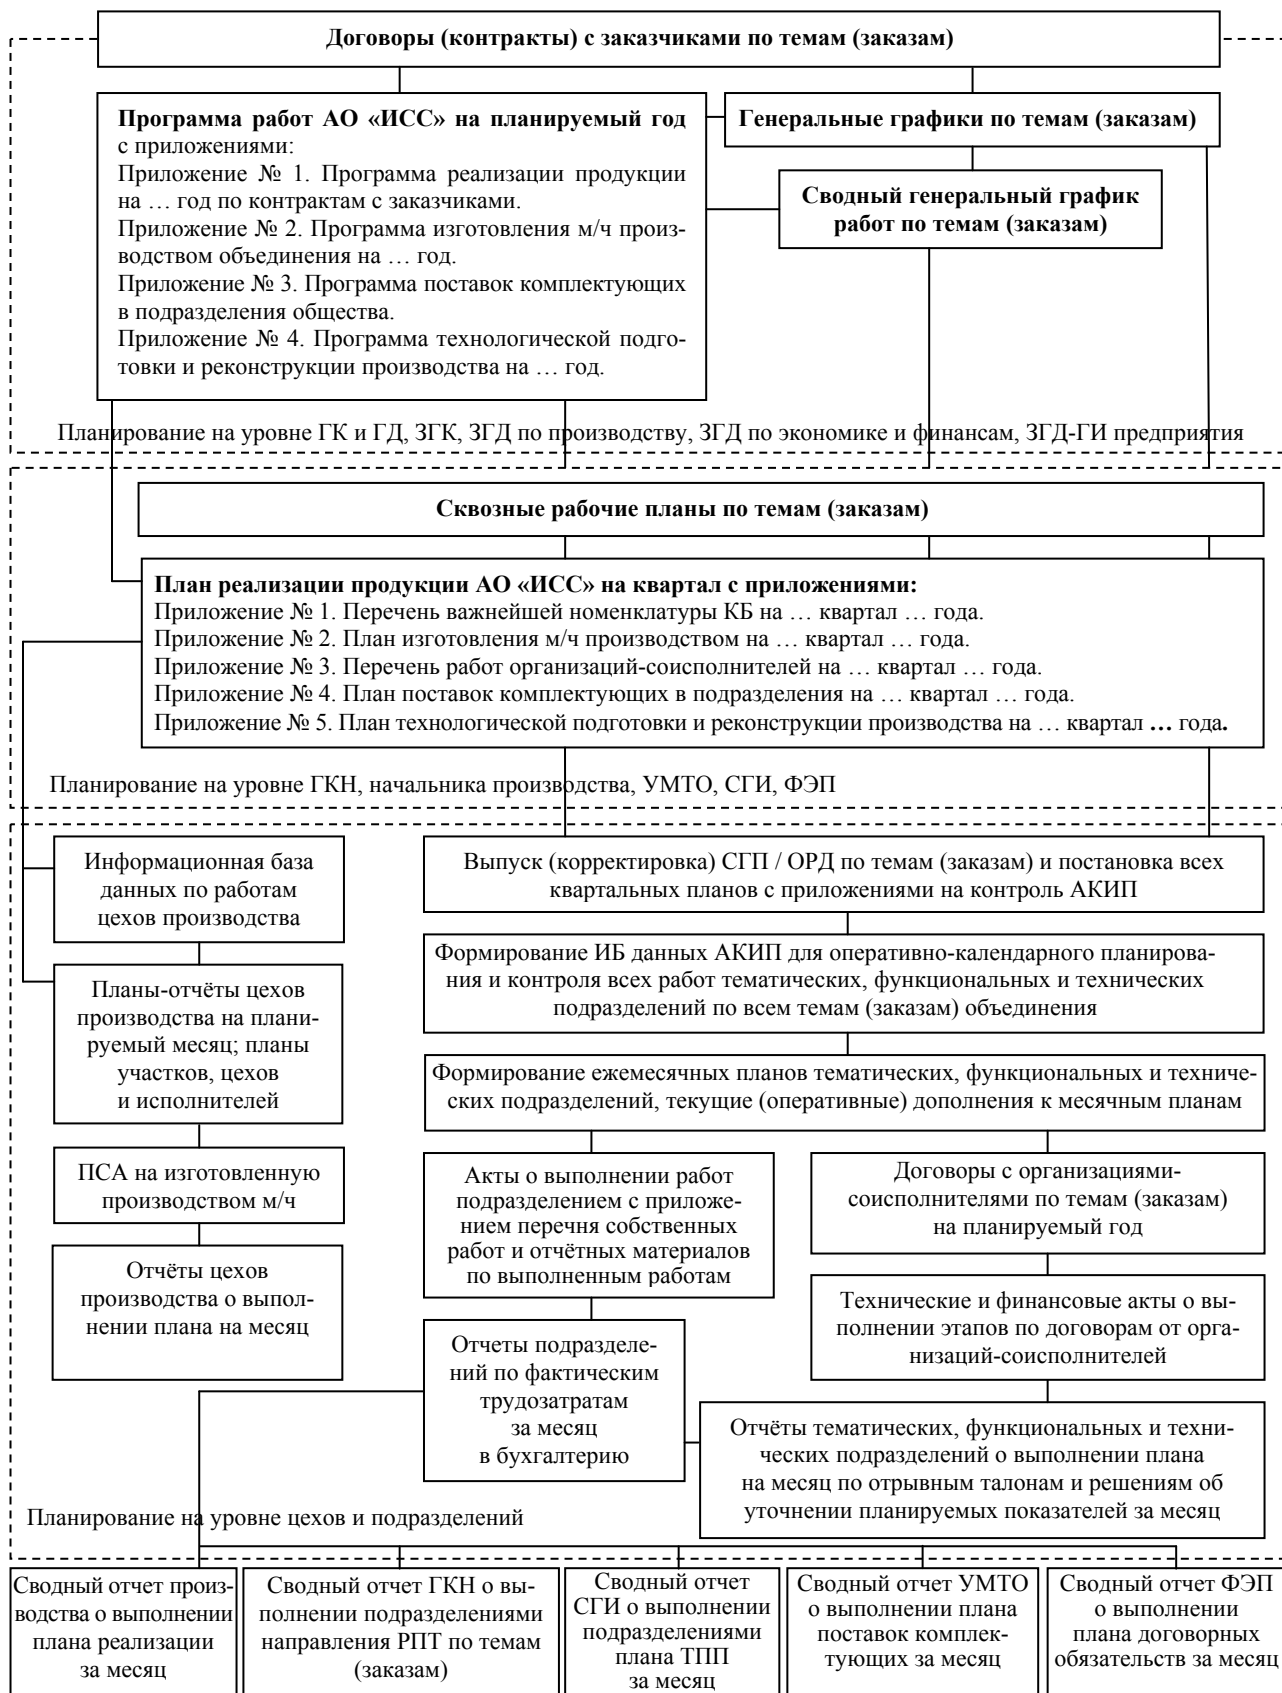 Договоры (контракты) с заказчиками по темам (заказам)
Программа работ АО «ИСС» на планируемый год
с приложениями:
Приложение № 1. Программа реализации продукции
на … год по контрактам с заказчиками.
Приложение № 2. Программа изготовления м/ч произ-
водством объединения на … год.
Приложение № 3. Программа поставок комплектующих
в подразделения общества.
Приложение № 4. Программа технологической подго-
товки и реконструкции производства на … год.
Генеральные графики по темам (заказам)
Сводный генеральный график
работ по темам (заказам)
Планирование на уровне ГК и ГД, ЗГК, ЗГД по производству, ЗГД по экономике и финансам, ЗГД-ГИ предприятия
Сквозные рабочие планы по темам (заказам)
План реализации продукции АО «ИСС» на квартал с приложениями:
Приложение № 1. Перечень важнейшей номенклатуры КБ на … квартал … года.
Приложение № 2. План изготовления м/ч производством на … квартал … года.
Приложение № 3. Перечень работ организаций-соисполнителей на … квартал … года.
Приложение № 4. План поставок комплектующих в подразделения на … квартал … года.
Приложение № 5. План технологической подготовки и реконструкции производства на … квартал … года.
Планирование на уровне ГКН, начальника производства, УМТО, СГИ, ФЭП
Информационная база
данных по работам
цехов производства
Планы-отчёты цехов
производства на плани-
руемый месяц; планы
участков, цехов
и исполнителей
ПСА на изготовленную
производством м/ч
Отчёты цехов
производства о выпол-
нении плана на месяц
Выпуск (корректировка) СГП / ОРД по темам (заказам) и постановка всех
квартальных планов с приложениями на контроль АКИП
Формирование ИБ данных АКИП для оперативно-календарного планирова-
ния и контроля всех работ тематических, функциональных и технических
подразделений по всем темам (заказам) объединения
Формирование ежемесячных планов тематических, функциональных и техниче-
ских подразделений, текущие (оперативные) дополнения к месячным планам
Акты о выполнении работ
подразделением с приложе-
нием перечня собственных
работ и отчётных материалов
по выполненным работам
Договоры с организациями-
соисполнителями по темам (заказам)
на планируемый год
Технические и финансовые акты о вы-
полнении этапов по договорам от орга-
низаций-соисполнителей
Отчеты подразделе-
ний по фактическим
трудозатратам
за месяц
в бухгалтерию
Отчёты тематических, функциональных и техни-
ческих подразделений о выполнении плана
на месяц по отрывным талонам и решениям об
уточнении планируемых показателей за месяц
Планирование на уровне цехов и подразделений
Сводный отчет произ-
водства о выполнении
плана реализации
за месяц
Сводный отчет ГКН о вы-
полнении подразделениями
направления РПТ по темам
(заказам)
Сводный отчет
СГИ о выполнении
подразделениями
плана ТПП
за месяц
Сводный отчет УМТО
о выполнении плана
поставок комплек-
тующих за месяц
Сводный отчет ФЭП
о выполнении
плана договорных
обязательств за месяц